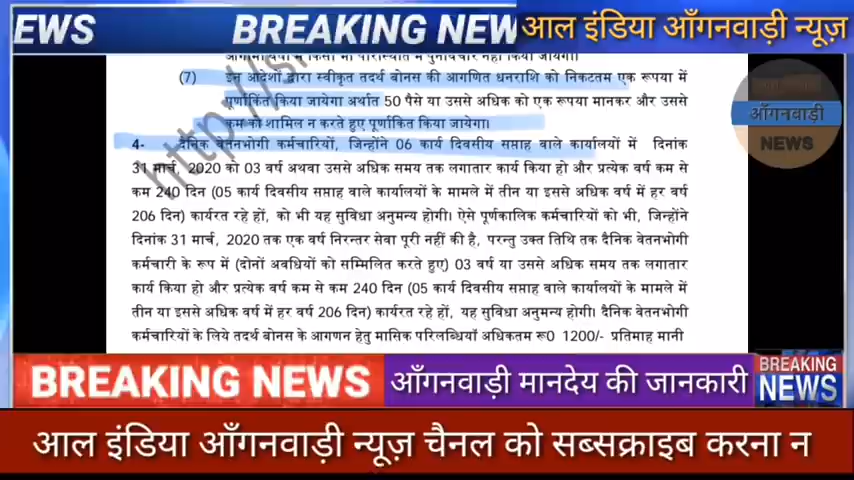 EWS
BREAKING NEW
आल इंडिया आँगनवाड़ी न्यूज़
(7) इन आदेशों द्वारा स्वीकृत तदर्थ बोनस की आगणित धनराशि को निकटतम एक रूपया में
पूर्णांकित किया जायेगा अर्थात 50 पैसे या उससे अधिक को एक रूपया मानकर और उससे
कम को शामिल न करते हुए पूर्णांकित किया जायेगा।
आँगनवाड़ी
NEWS
4- दैनिक वेतनभोगी कर्मचारियों, जिन्होंने 06 कार्य दिवसीय सप्ताह वाले कार्यालयों में दिनांक
31 मार्च, 2020 को 03 वर्ष अथवा उससे अधिक समय तक लगातार कार्य किया हो और प्रत्येक वर्ष कम से
कम 240 दिन (05 कार्य दिवसीय सप्ताह वाले कार्यालयों के मामले में तीन या इससे अधिक वर्ष में हर वर्ष
206 दिन) कार्यरत रहे हों, को भी यह सुविधा अनुमन्य होगी। ऐसे पूर्णकालिक कर्मचारियों को भी, जिन्होंने
दिनांक 31 मार्च, 2020 तक एक वर्ष निरन्तर सेवा पूरी नहीं की है, परन्तु उक्त तिथि तक दैनिक वेतनभोगी
कर्मचारी के रूप में (दोनों अवधियों को सम्मिलित करते हुए) 03 वर्ष या उससे अधिक समय तक लगातार
कार्य किया हो और प्रत्येक वर्ष कम से कम 240 दिन (05 कार्य दिवसीय सप्ताह वाले कार्यालयों के मामले में
तीन या इससे अधिक वर्ष में हर वर्ष 206 दिन) कार्यरत रहे हों, यह सुविधा अनुमन्य होगी। दैनिक वेतनभोगी
कर्मचारियों के लिये तदर्थ बोनस के आगणन हेतु मासिक परिलब्धियाँ अधिकतम रू0 1200/- प्रतिमाह मानी
http://s
BREAKING NEWS
आँगनवाड़ी मानदेय की जानकारी
BREAKING
NEWS
आल इंडिया आँगनवाड़ी न्यूज़ चैनल को सब्सक्राइब करना न